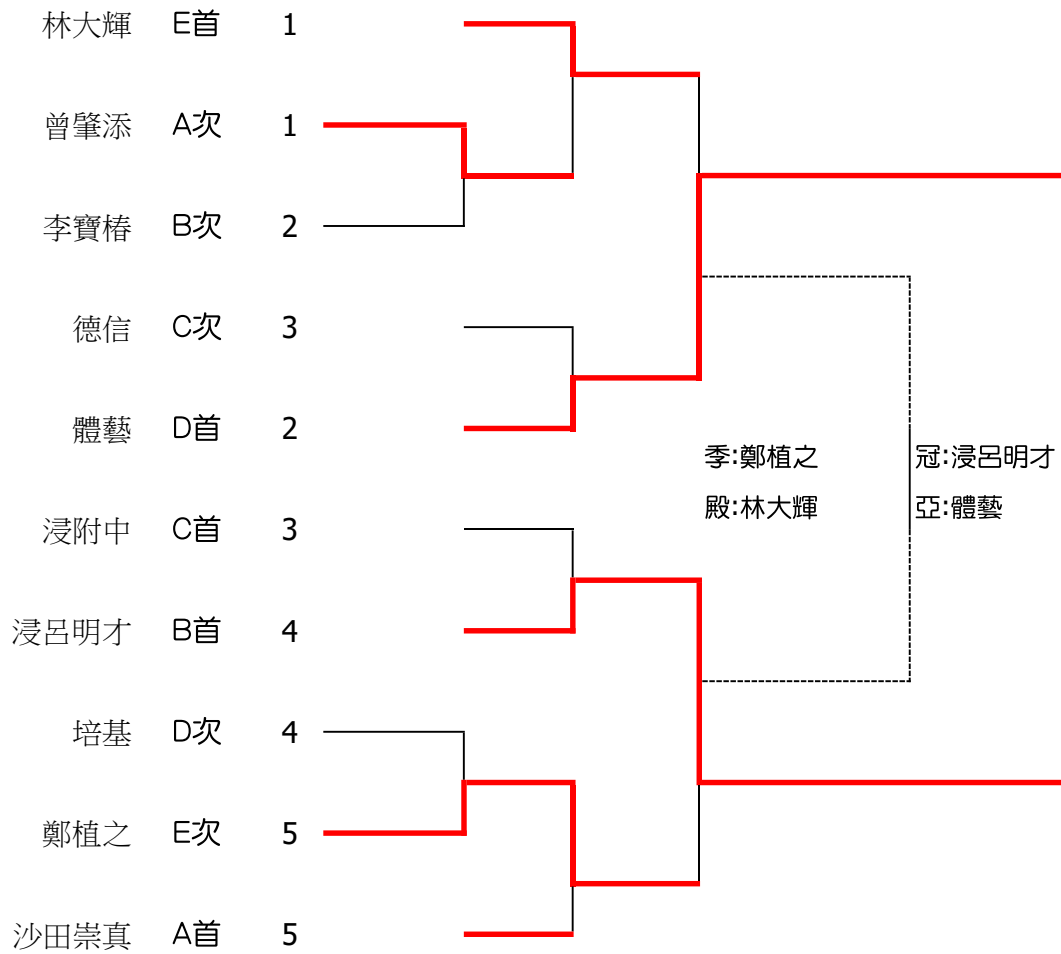 林大輝 E首 1
曾肇添 A次 1
李寶椿 B次 2
德信 C次 3
體藝 D首 2
季:鄭植之 冠:浸呂明才
殿:林大輝 亞:體藝
浸附中 C首 3
浸呂明才 B首 4
培基 D次 4
鄭植之 E次 5
沙田崇真 A首 5